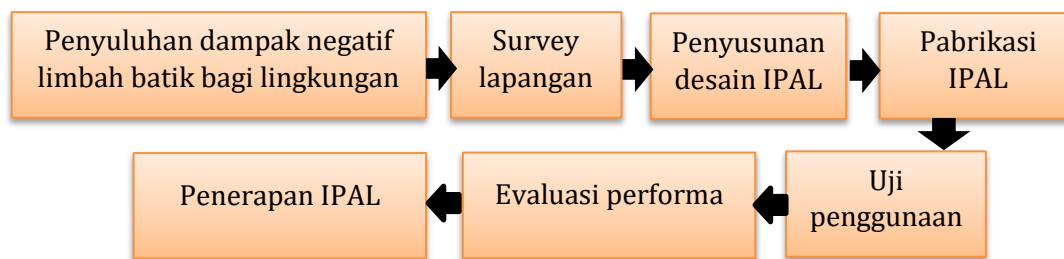 Penyuluhan dampak negatif
limbah batik bagi lingkungan
Survey
lapangan
Penyusunan
desain IPAL
Pabrikasi
IPAL
Uji
penggunaan
Evaluasi performa
Penerapan IPAL